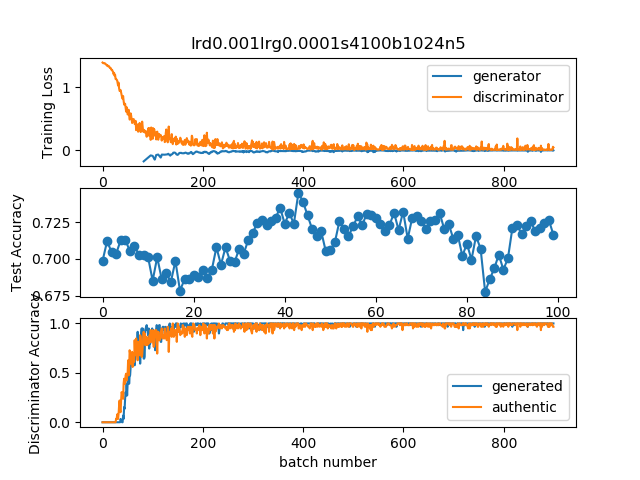 lrd0.001lrg0.0001s4100b1024n5
Training Loss
1
0
generator
discriminator
0 200 400 600 800
Test Accuracy
0.725
0.700
0.675
0 20 40 60 80 100
Discriminator Accuracy
1.0
0.5
0.0
generated
authentic
0 200 400 600 800
batch number